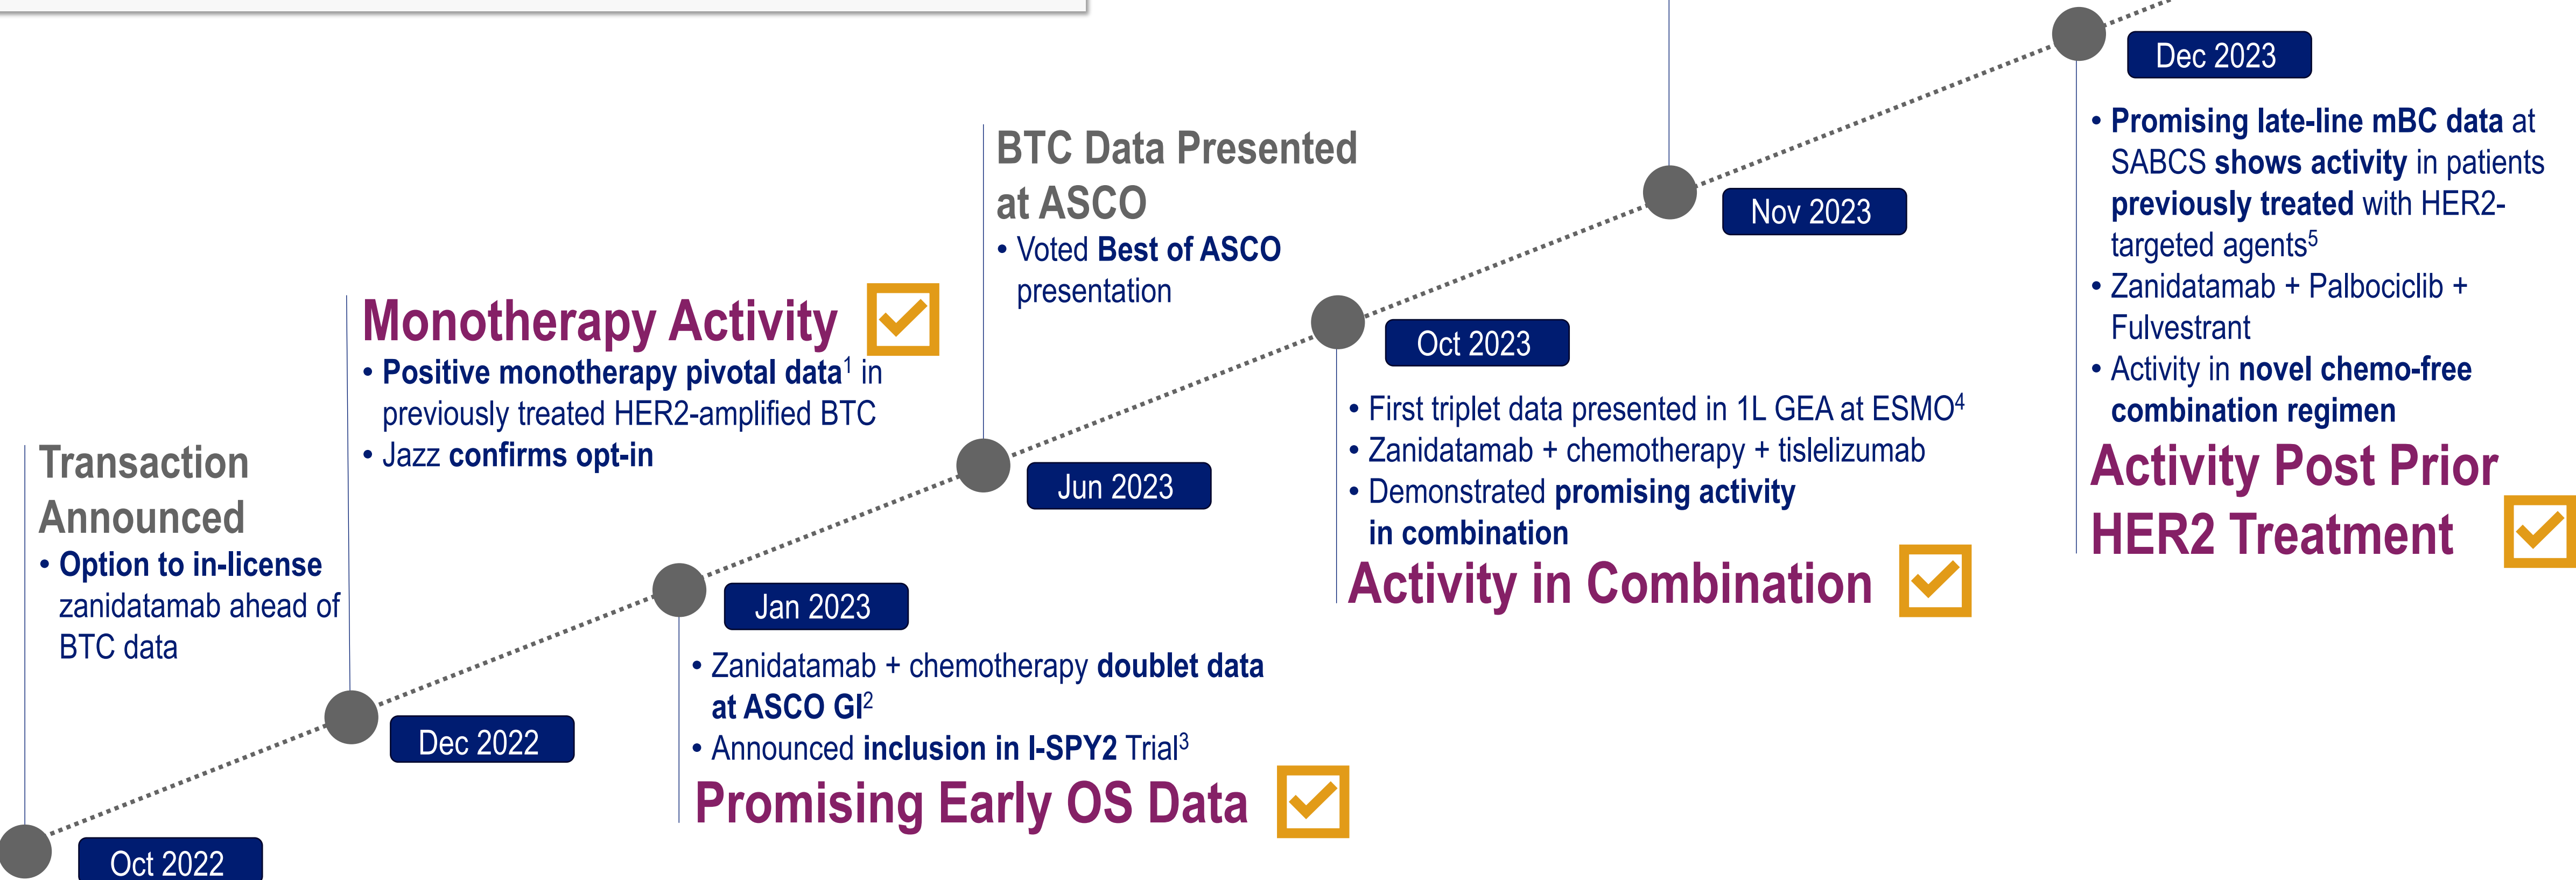 Transaction
Announced
• Option to in-license
zanidatamab ahead of
BTC data
Oct 2022
Monotherapy Activity
• Positive monotherapy pivotal data1 in
previously treated HER2-amplified BTC
• Jazz confirms opt-in
Dec 2022
Jan 2023
• Zanidatamab + chemotherapy doublet data
at ASCO GI2
• Announced inclusion in I-SPY2 Trial3
Promising Early OS Data
BTC Data Presented
at ASCO
• Voted Best of ASCO
presentation
Jun 2023
Oct 2023
• First triplet data presented in 1L GEA at ESMO4
• Zanidatamab + chemotherapy + tislelizumab
• Demonstrated promising activity
in combination
Activity in Combination
Nov 2023
Dec 2023
• Promising late-line mBC data at
SABCS shows activity in patients
previously treated with HER2-
targeted agents5
• Zanidatamab + Palbociclib +
Fulvestrant
• Activity in novel chemo-free
combination regimen
Activity Post Prior
HER2 Treatment